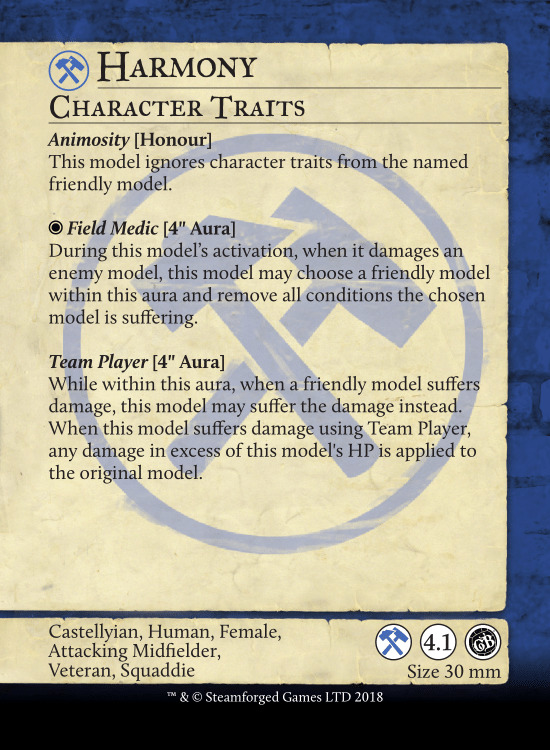 Harmony
Character Traits
Animosity [Honour]
This model ignores character traits from the named
friendly model.
Field Medic [4" Aura]
During this model's activation, when it damages an
enemy model, this model may choose a friendly model
within this aura and remove all conditions the chosen
model is suffering.
Team Player [4" Aura]
While within this aura, when a friendly model suffers
damage, this model may suffer the damage instead.
When this model suffers damage using Team Player,
any damage in excess of this model's HP is applied to
the original model.
Castellyian, Human, Female,
Attacking Midfielder,
Veteran, Squaddie
4.1 GB
Size 30 mm
™ & © Steamforged Games LTD 2018